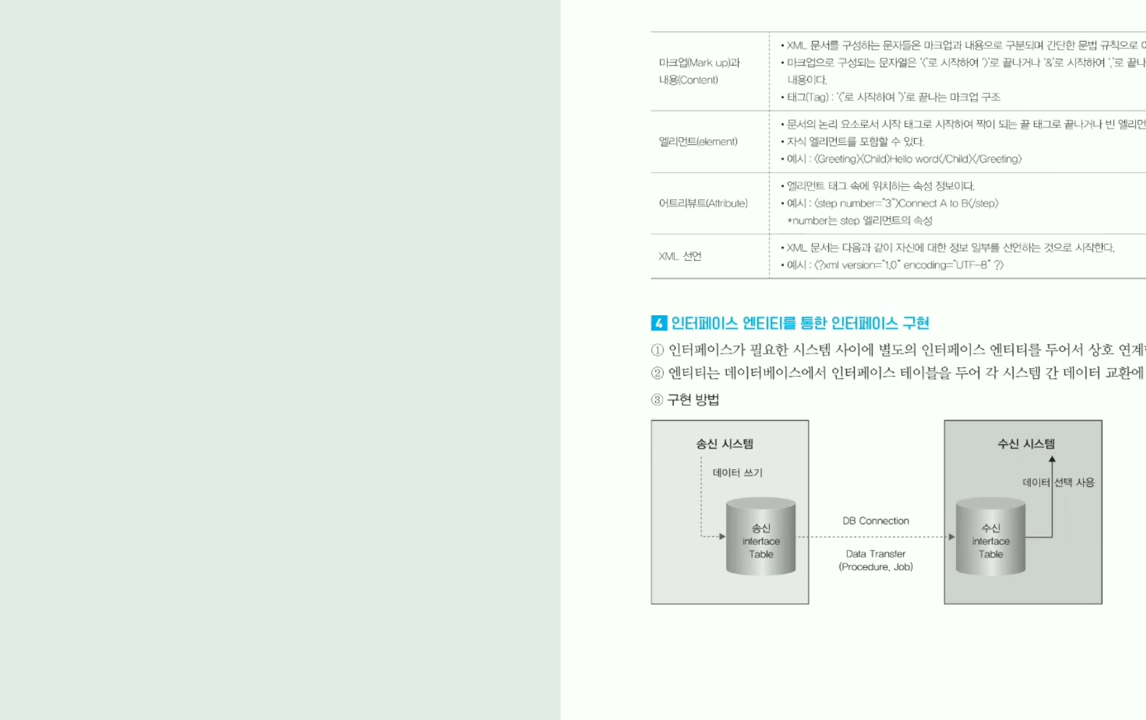 • XML 문서를 구성하는 문자들은 마크업과 내용으로 구분되며 간단한 문법 규칙으로
마크업(Mark up)과
내용(Content)
• 마크업으로 구성되는 문자열은 '〈'로 시작하여 '〉'로 끝나거나 '&'로 시작하여 ';'로 끝나
내용이다.
• 태그(Tag) : '〈'로 시작하여 '〉'로 끝나는 마크업 구조
엘리먼트(element)
• 문서의 논리 요소로서 시작 태그로 시작하여 짝이 되는 끝 태그로 끝나거나 빈 엘리먼
• 자식 엘리먼트를 포함할 수 있다.
• 예시 : 〈Greeting〉〈Child〉Hello word〈/Child〉〈/Greeting〉
어트리뷰트(Attribute)
• 엘리먼트 태그 속에 위치하는 속성 정보이다.
• 예시 : 〈step number="3"〉Connect A to B〈/step〉
*number는 step 엘리먼트의 속성
XML 선언
• XML 문서는 다음과 같이 자신에 대한 정보 일부를 선언하는 것으로 시작한다.
• 예시 : 〈?xml version="1.0" encoding="UTF-8" ?〉
4 인터페이스 엔티티를 통한 인터페이스 구현
① 인터페이스가 필요한 시스템 사이에 별도의 인터페이스 엔티티를 두어서 상호 연계
② 엔티티는 데이터베이스에서 인터페이스 테이블을 두어 각 시스템 간 데이터 교환에
③ 구현 방법
송신 시스템
데이터 쓰기
송신
interface
Table
DB Connection
Data Transfer
(Procedure, Job)
수신 시스템
데이터 선택 사용
수신
interface
Table